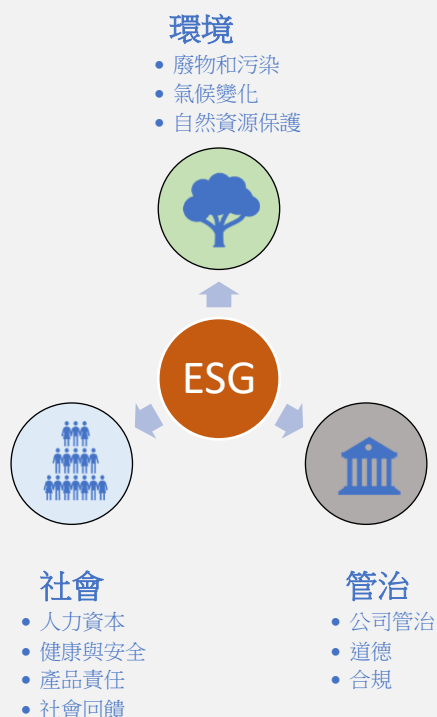 環境
• 廢物和污染
• 氣候變化
• 自然資源保護
ESG
社會
• 人力資本
• 健康與安全
• 產品責任
• 社會回饋
管治
• 公司管治
• 道德
• 合規